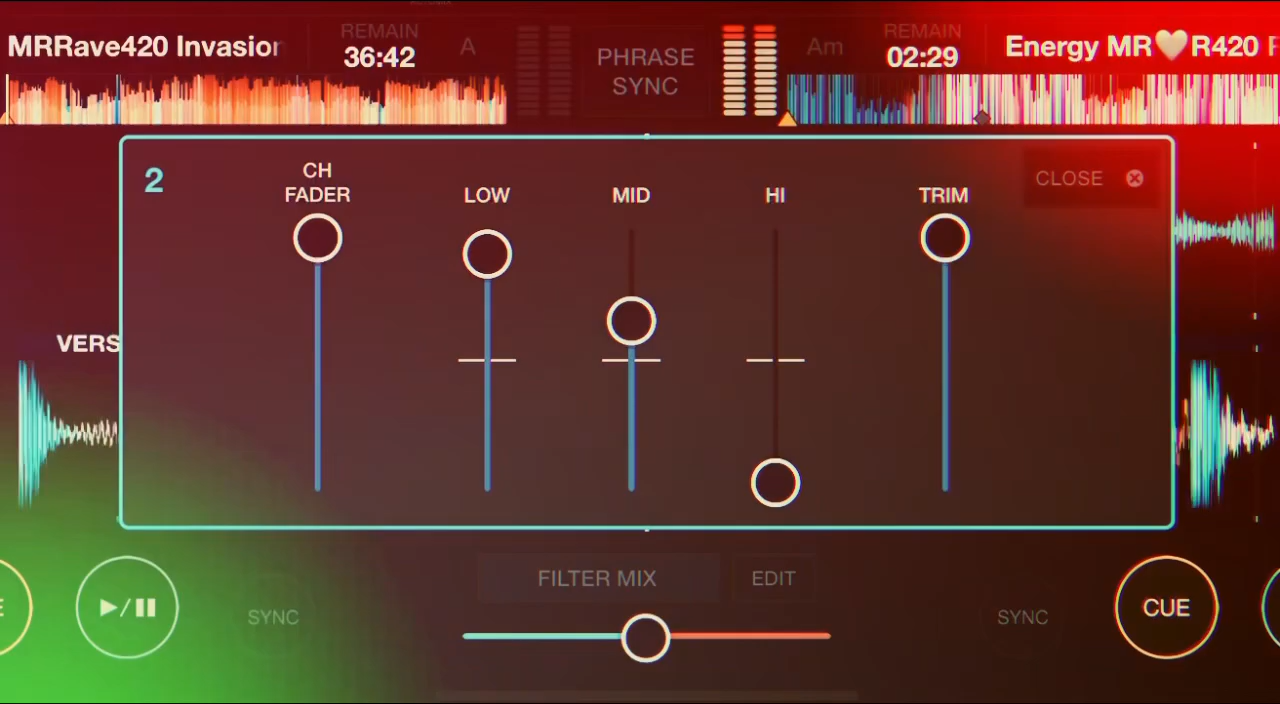 MRRave420 Invasion
REMAIN
36:42
A
PHRASE
SYNC
Am
REMAIN
02:29
Energy MR🤍R420
2
CH
FADER
LOW
MID
HI
TRIM
CLOSE
VERS
SYNC
FILTER MIX
EDIT
SYNC
CUE